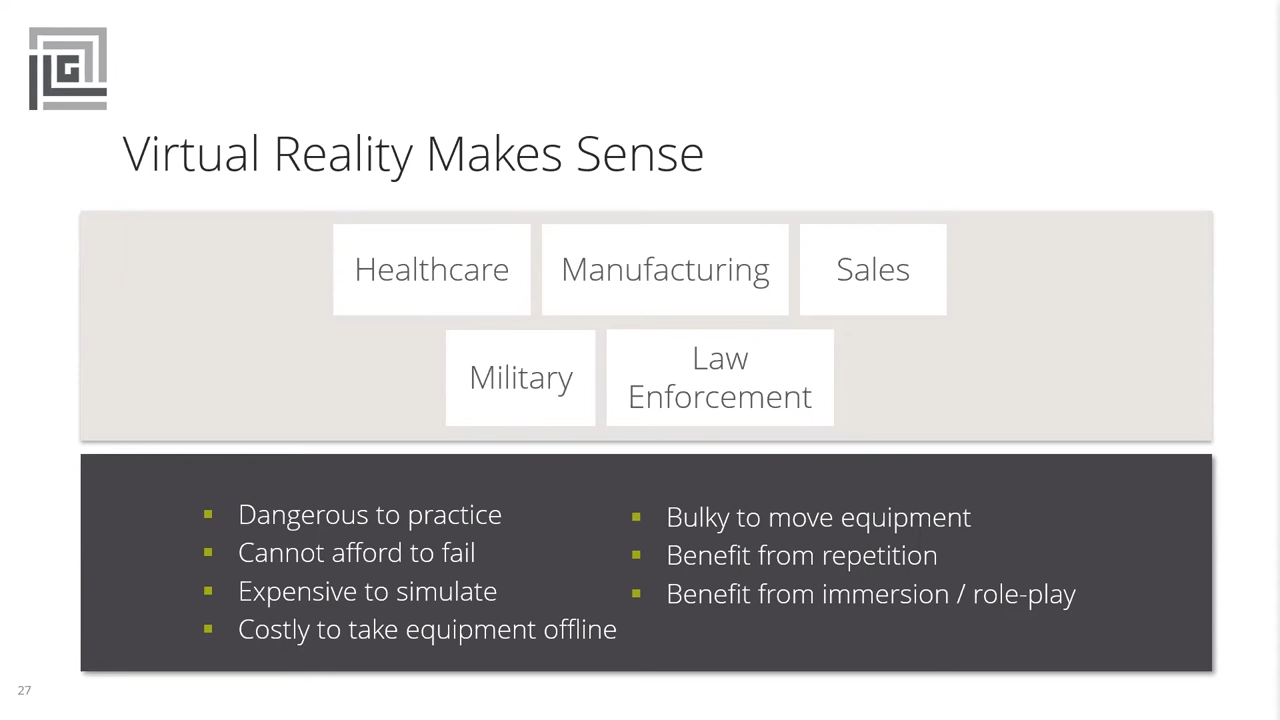 Virtual Reality Makes Sense
Healthcare
Manufacturing
Sales
Military
Law
Enforcement
Dangerous to practice
Cannot afford to fail
Expensive to simulate
Costly to take equipment offline
Bulky to move equipment
Benefit from repetition
Benefit from immersion / role-play
27